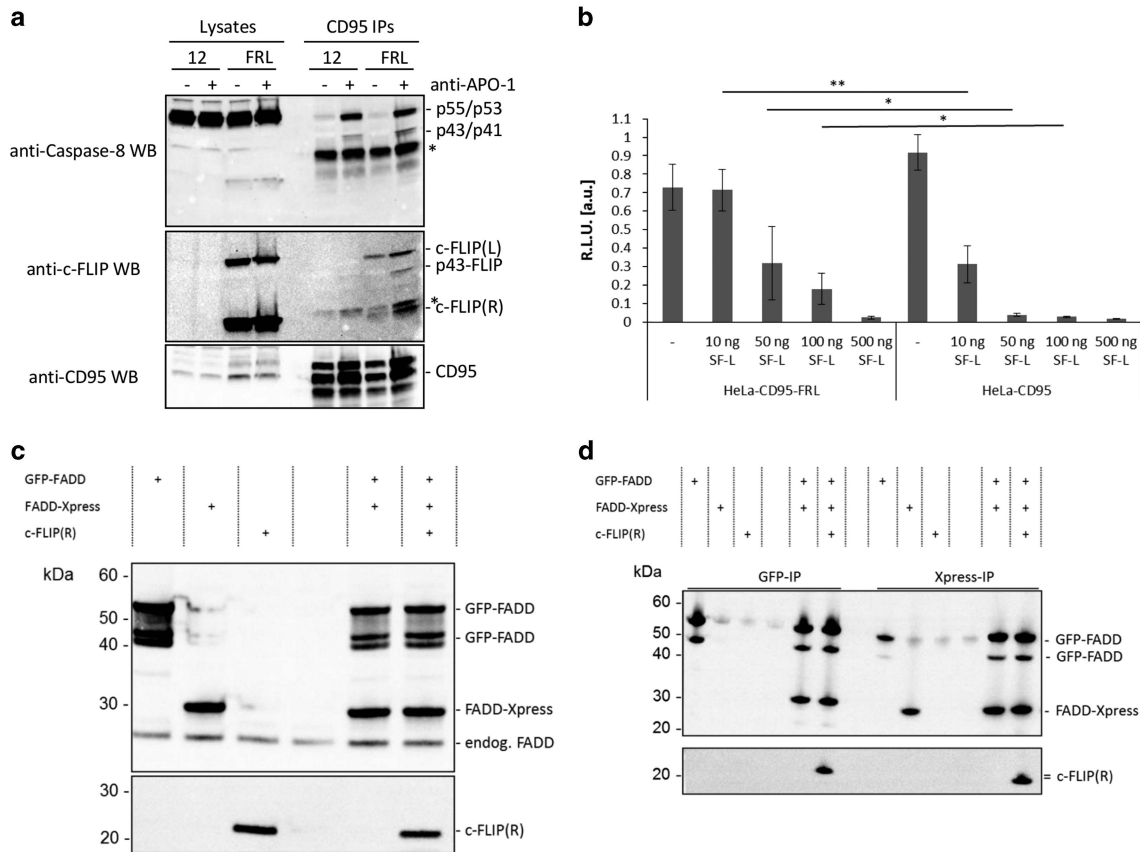 a
Lysates CD95 IPs
12 FRL 12 FRL
- + - + - + - + anti-APO-1
anti-Caspase-8 WB
- p55/p53
- p43/p41
*
anti-c-FLIP WB
- c-FLIP(L)
- p43-FLIP
*
- c-FLIP(R)
anti-CD95 WB
- CD95
b
** 
*
*
R.L.U. [a.u.]
1.1
1
0.9
0.8
0.7
0.6
0.5
0.4
0.3
0.2
0.1
0
- 10 ng 50 ng 100 ng 500 ng - 10 ng 50 ng 100 ng 500 ng
SF-L SF-L SF-L SF-L SF-L SF-L SF-L SF-L
HeLa-CD95-FRL HeLa-CD95
c
GFP-FADD + + +
FADD-Xpress + + +
c-FLIP(R) + +
kDa
60 -
50 -
40 -
30 -
- GFP-FADD
- GFP-FADD
- FADD-Xpress
- endog. FADD
30 -
20 -
- c-FLIP(R)
d
GFP-FADD + + + + + +
FADD-Xpress + + + + + +
c-FLIP(R) + + + +
kDa
GFP-IP Xpress-IP
60 -
50 -
40 -
30 -
20 -
- GFP-FADD
- GFP-FADD
- FADD-Xpress
20 -
= c-FLIP(R)